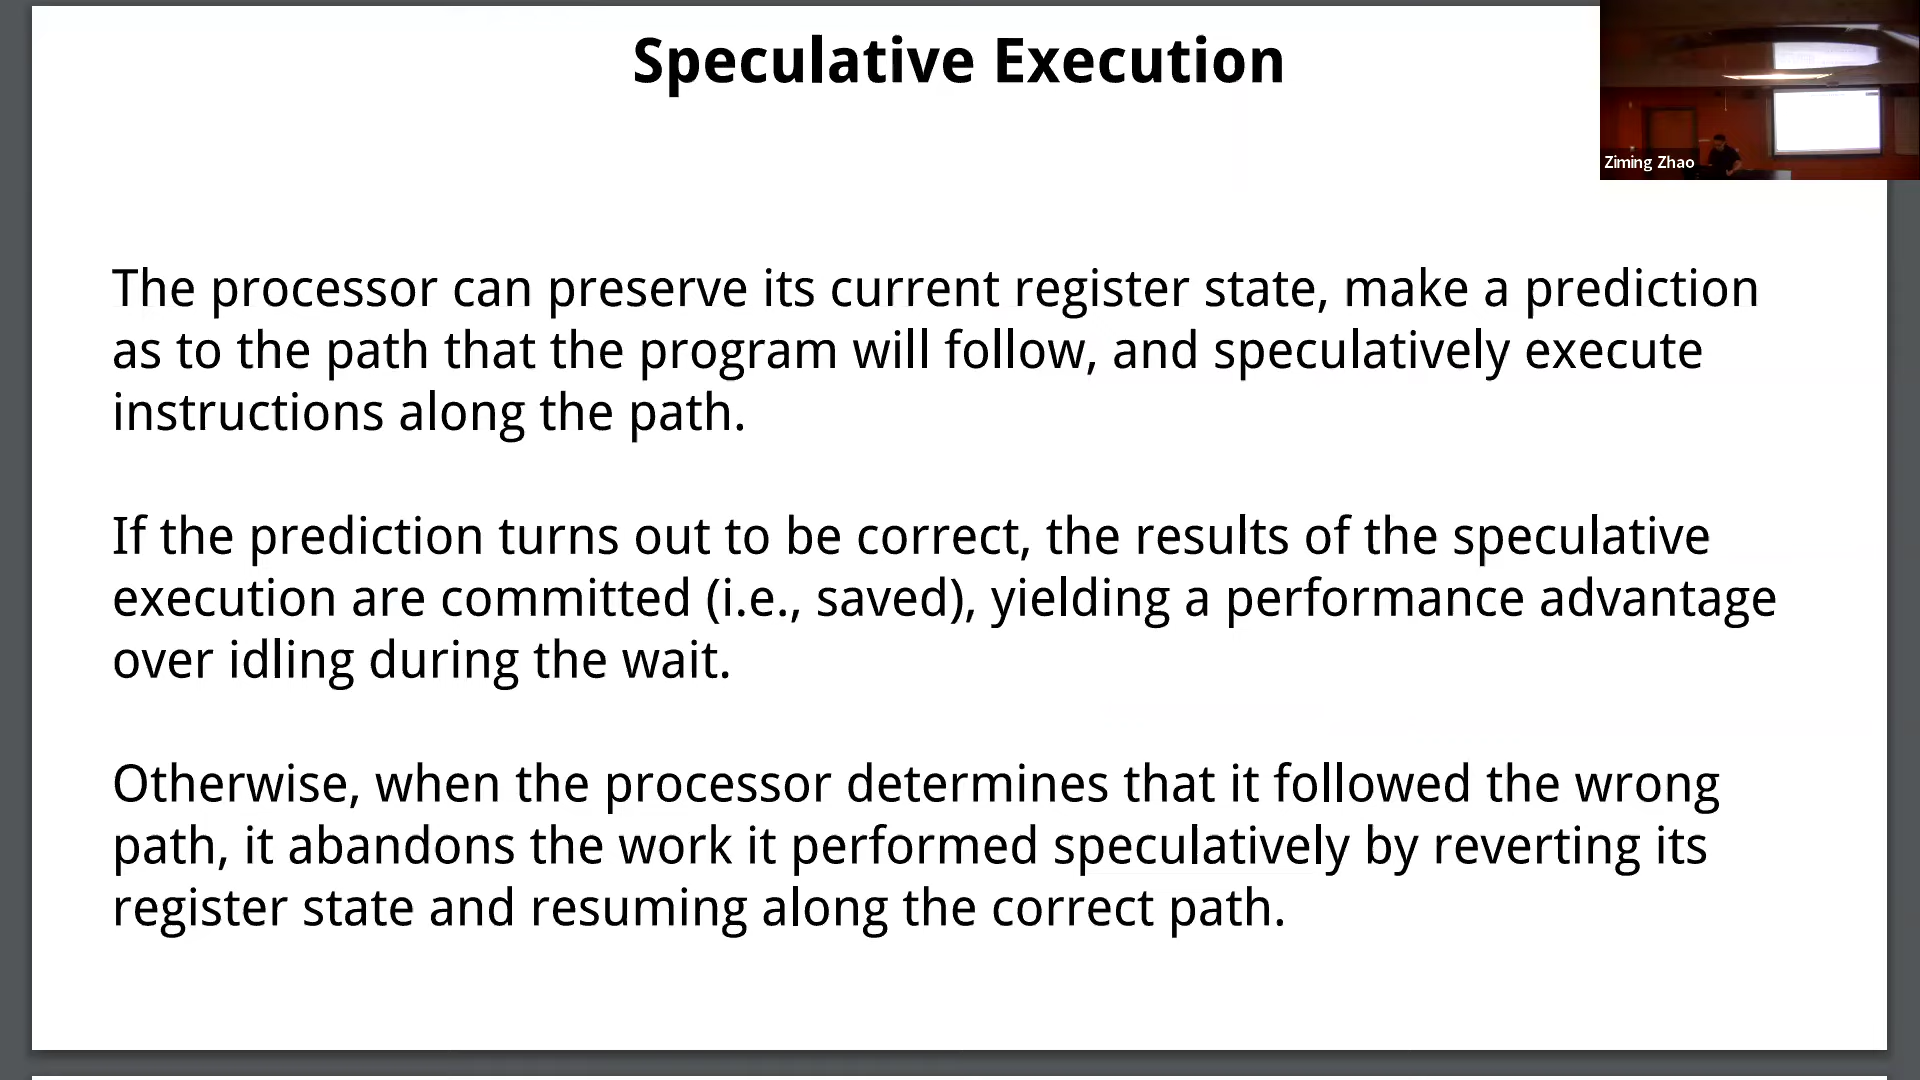 Speculative Execution
Ziming Zhao
The processor can preserve its current register state, make a prediction
as to the path that the program will follow, and speculatively execute
instructions along the path.
If the prediction turns out to be correct, the results of the speculative
execution are committed (i.e., saved), yielding a performance advantage
over idling during the wait.
Otherwise, when the processor determines that it followed the wrong
path, it abandons the work it performed speculatively by reverting its
register state and resuming along the correct path.